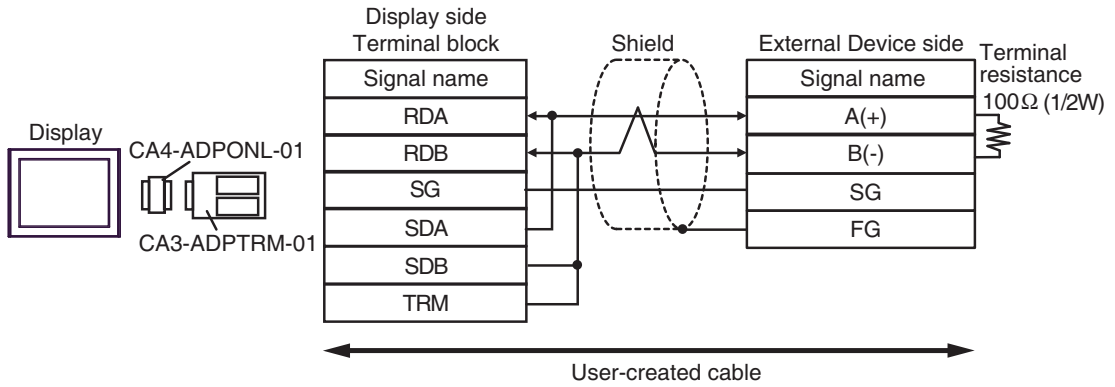 Display side
Terminal block
Shield
External Device side
Terminal
resistance
100Ω (1/2W)
Signal name
Signal name
RDA
A(+)
Display
CA4-ADPONL-01
RDB
B(-)
SG
SG
CA3-ADPTRM-01
SDA
FG
SDB
TRM
User-created cable